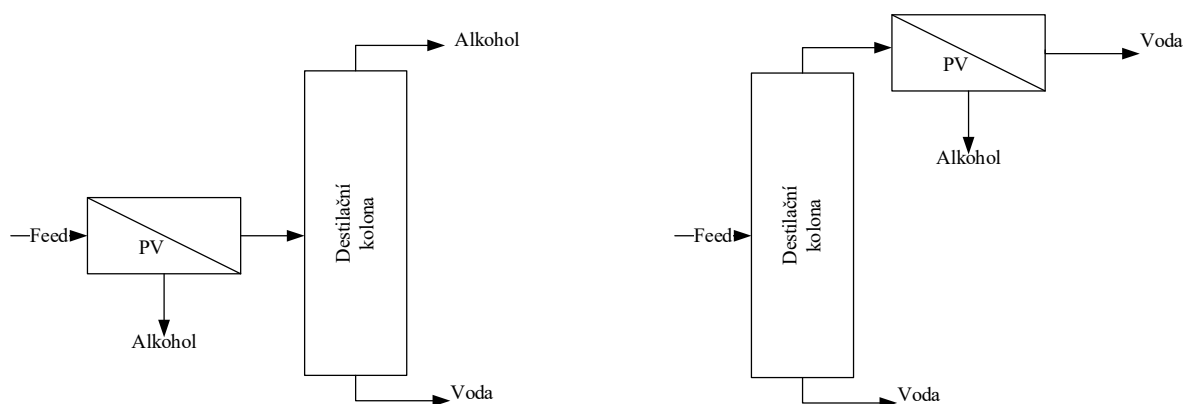 Alkohol
Feed
PV
Alkohol
Destilační
kolona
Voda
Voda
PV
Alkohol
Feed
Destilační
kolona
Voda